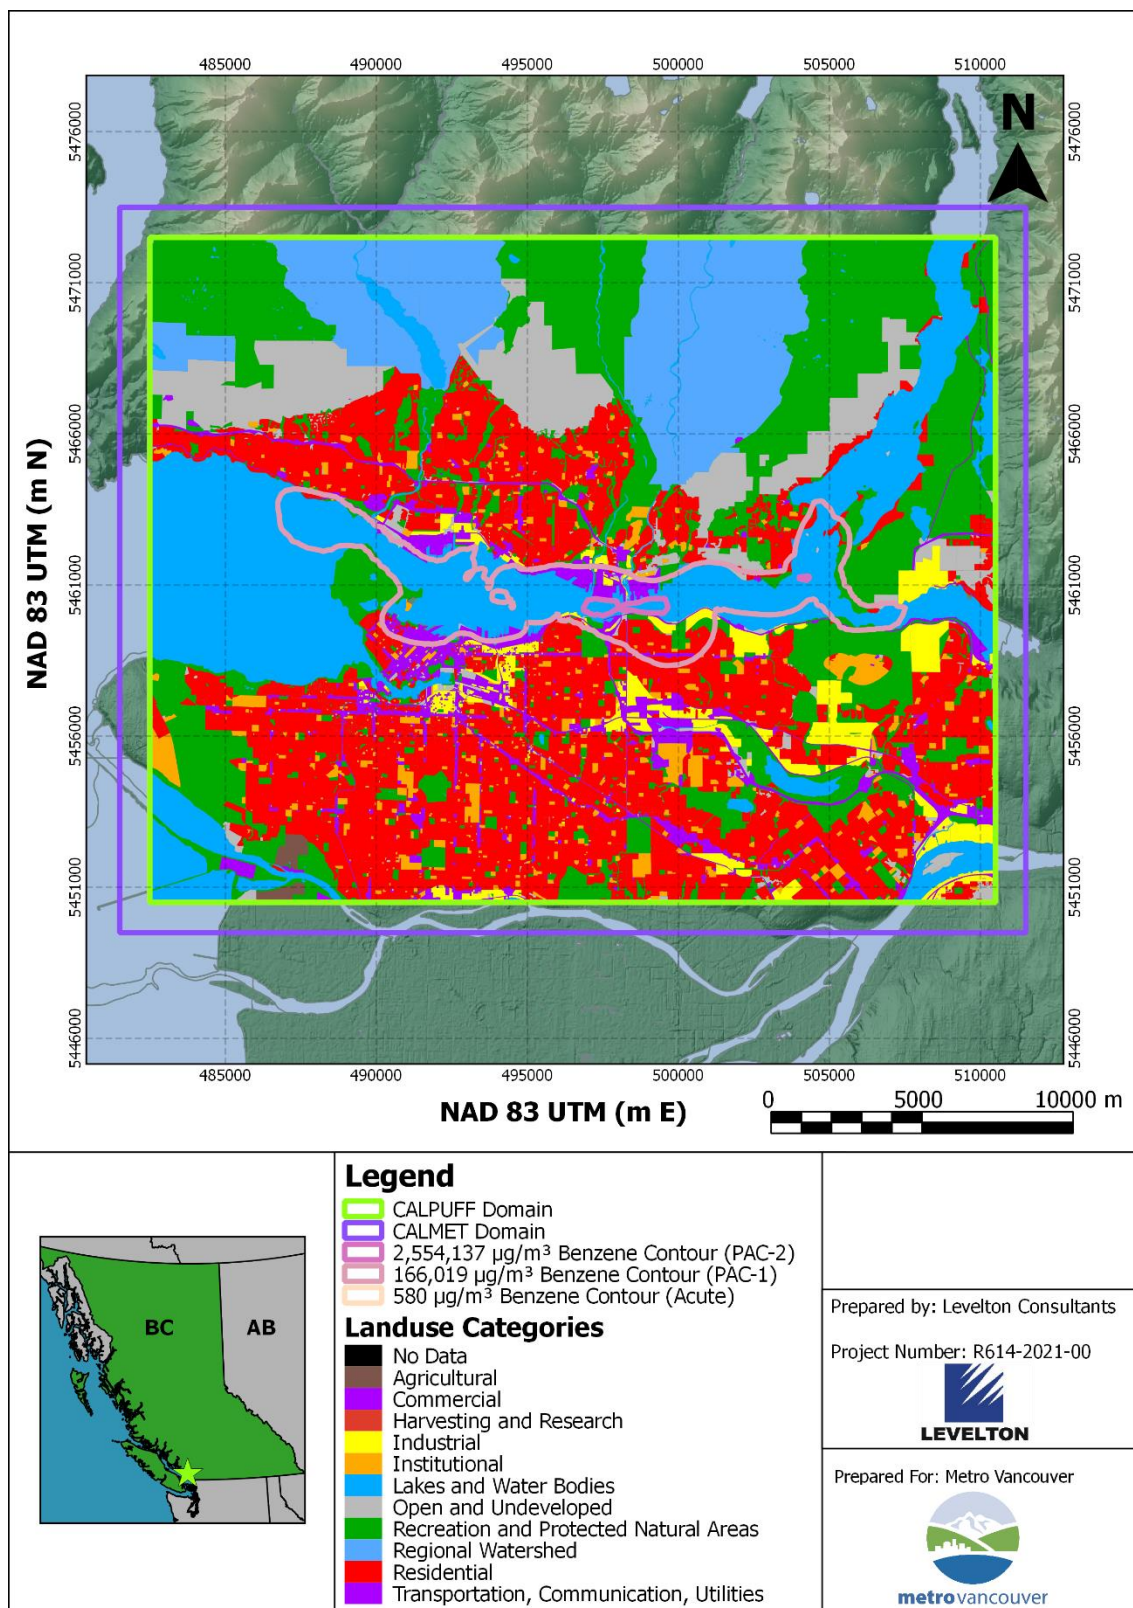 485000 490000 495000 500000 505000 510000
N
5476000
5471000
5466000
5461000
5456000
5451000
5446000
NAD 83 UTM (m N)
5476000
5471000
5466000
5461000
5456000
5451000
5446000
485000 490000 495000 500000 505000 510000
NAD 83 UTM (m E)
0 5000 10000 m
BC
AB
Legend
CALPUFF Domain
CALMET Domain
2,554,137 µg/m³ Benzene Contour (PAC-2)
166,019 µg/m³ Benzene Contour (PAC-1)
580 µg/m³ Benzene Contour (Acute)
Landuse Categories
No Data
Agricultural
Commercial
Harvesting and Research
Industrial
Institutional
Lakes and Water Bodies
Open and Undeveloped
Recreation and Protected Natural Areas
Regional Watershed
Residential
Transportation, Communication, Utilities
Prepared by: Levelton Consultants
Project Number: R614-2021-00
LEVELTON
Prepared For: Metro Vancouver
metrovancouver